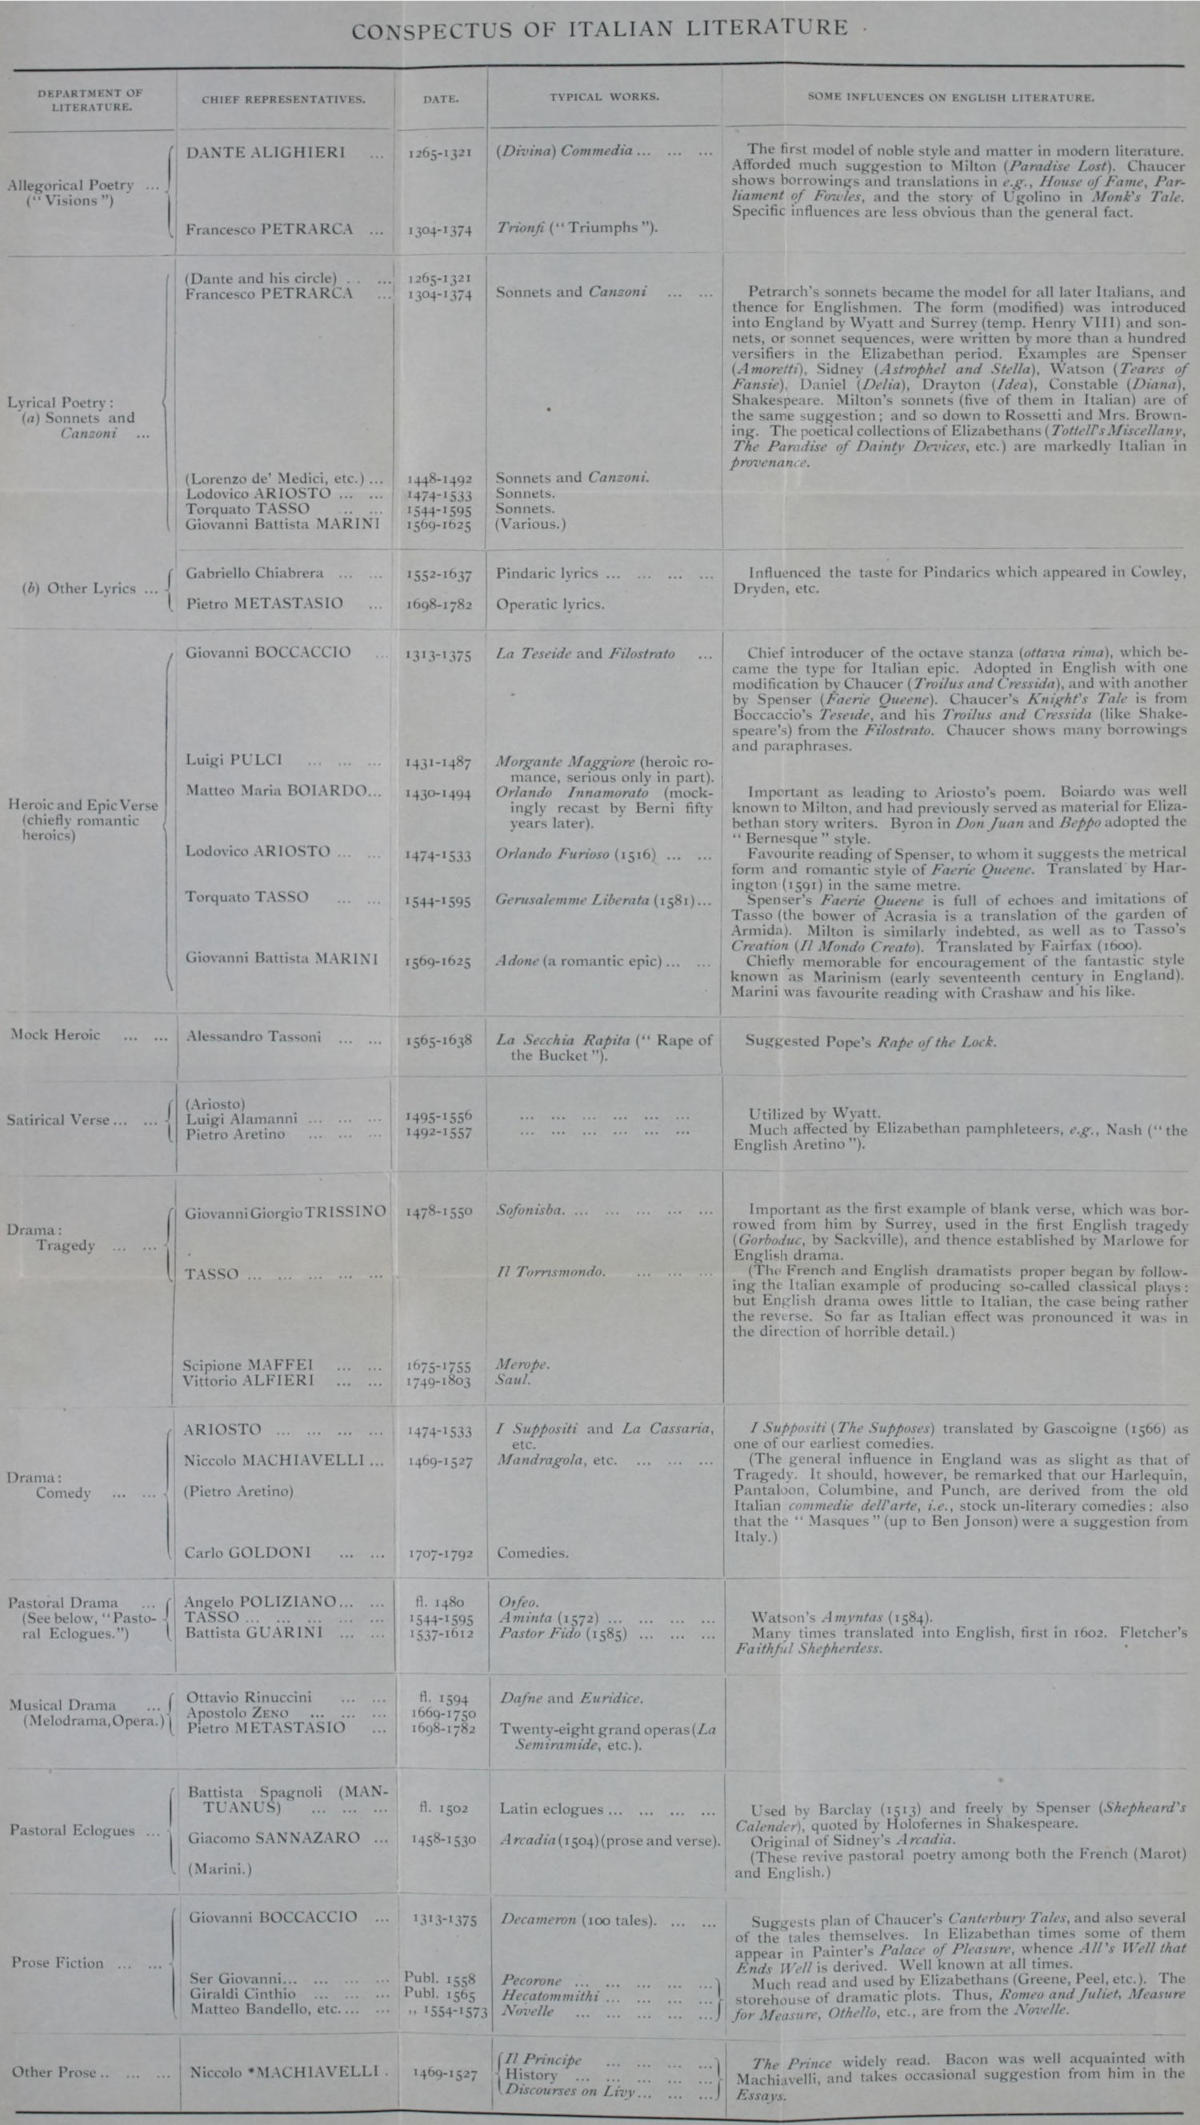 CONSPECTUS OF ITALIAN LITERATURE
DEPARTMENT OF
LITERATURE.
CHIEF REPRESENTATIVES.
DATE.
TYPICAL WORKS.
SOME INFLUENCES ON ENGLISH LITERATURE.
Allegorical Poetry ...
("Visions")
DANTE ALIGHIERI ...
1265-1321
(Divina) Commedia ... ... ...
The first model of noble style and matter in modern literature.
Afforded much suggestion to Milton (Paradise Lost). Chaucer
shows borrowings and translations in e.g., House of Fame, Par-
liament of Fowles, and the story of Ugolino in Monk's Tale.
Specific influences are less obvious than the general fact.
Francesco PETRARCA ...
1304-1374
Trionfi ("Triumphs").
Lyrical Poetry:
(a) Sonnets and
Canzoni ...
(Dante and his circle) . . ...
1265-1321
Francesco PETRARCA ...
1304-1374
Sonnets and Canzoni ... ...
Petrarch's sonnets became the model for all later Italians, and
thence for Englishmen. The form (modified) was introduced
into England by Wyatt and Surrey (temp. Henry VIII) and son-
nets, or sonnet sequences, were written by more than a hundred
versifiers in the Elizabethan period. Examples are Spenser
(Amoretti), Sidney (Astrophel and Stella), Watson (Teares of
Fansie), Daniel (Delia), Drayton (Idea), Constable (Diana),
Shakespeare. Milton's sonnets (five of them in Italian) are of
the same suggestion; and so down to Rossetti and Mrs. Brown-
ing. The poetical collections of Elizabethans (Tottell's Miscellany,
The Paradise of Dainty Devices, etc.) are markedly Italian in
provenance.
(Lorenzo de' Medici, etc.) ...
1448-1492
Sonnets and Canzoni.
Lodovico ARIOSTO ... ...
1474-1533
Sonnets.
Torquato TASSO ... ...
1544-1595
Sonnets.
Giovanni Battista MARINI
1569-1625
(Various.)
(b) Other Lyrics ...
Gabriello Chiabrera ... ...
1552-1637
Pindaric lyrics ... ... ... ...
Influenced the taste for Pindarics which appeared in Cowley,
Dryden, etc.
Pietro METASTASIO ...
1698-1782
Operatic lyrics.
Heroic and Epic Verse
(chiefly romantic
heroics)
Giovanni BOCCACCIO ...
1313-1375
La Teseide and Filostrato ...
Chief introducer of the octave stanza (ottava rima), which be-
came the type for Italian epic. Adopted in English with one
modification by Chaucer (Troilus and Cressida), and with another
by Spenser (Faerie Queene). Chaucer's Knight's Tale is from
Boccaccio's Teseide, and his Troilus and Cressida (like Shake-
speare's) from the Filostrato. Chaucer shows many borrowings
and paraphrases.
Luigi PULCI ... ... ...
1431-1487
Morgante Maggiore (heroic ro-
mance, serious only in part).
Matteo Maria BOIARDO...
1430-1494
Orlando Innamorato (mock-
ingly recast by Berni fifty
years later).
Important as leading to Ariosto's poem. Boiardo was well
known to Milton, and had previously served as material for Eliza-
bethan story writers. Byron in Don Juan and Beppo adopted the
"Bernesque" style.
Lodovico ARIOSTO ... ...
1474-1533
Orlando Furioso (1516) ... ...
Favourite reading of Spenser, to whom it suggests the metrical
form and romantic style of Faerie Queene. Translated by Har-
ington (1591) in the same metre.
Torquato TASSO ... ...
1544-1595
Gerusalemme Liberata (1581)...
Spenser's Faerie Queene is full of echoes and imitations of
Tasso (the bower of Acrasia is a translation of the garden of
Armida). Milton is similarly indebted, as well as to Tasso's
Creation (Il Mondo Creato). Translated by Fairfax (1600).
Giovanni Battista MARINI
1569-1625
Adone (a romantic epic) ... ...
Chiefly memorable for encouragement of the fantastic style
known as Marinism (early seventeenth century in England).
Marini was favourite reading with Crashaw and his like.
Mock Heroic ... ...
Alessandro Tassoni ... ...
1565-1638
La Secchia Rapita ("Rape of
the Bucket").
Suggested Pope's Rape of the Lock.
Satirical Verse ... ...
(Ariosto)
Luigi Alamanni ... ... ...
1495-1556
... ... ... ... ... ... ...
Utilized by Wyatt.
Pietro Aretino ... ... ...
1492-1557
... ... ... ... ... ... ...
Much affected by Elizabethan pamphleteers, e.g., Nash ("the
English Aretino").
Drama:
Tragedy ... ...
Giovanni Giorgio TRISSINO
1478-1550
Sofonisba. ... ... ... ... ...
Important as the first example of blank verse, which was bor-
rowed from him by Surrey, used in the first English tragedy
(Gorboduc, by Sackville), and thence established by Marlowe for
English drama.
TASSO ... ... ... ... ...
Il Torrismondo. ... ... ...
(The French and English dramatists proper began by follow-
ing the Italian example of producing so-called classical plays:
but English drama owes little to Italian, the case being rather
the reverse. So far as Italian effect was pronounced it was in
the direction of horrible detail.)
Scipione MAFFEI ... ...
1675-1755
Merope.
Vittorio ALFIERI ... ...
1749-1803
Saul.
Drama:
Comedy ... ...
ARIOSTO ... ... ... ...
1474-1533
I Suppositi and La Cassaria,
etc.
I Suppositi (The Supposes) translated by Gascoigne (1566) as
one of our earliest comedies.
Niccolo MACHIAVELLI ...
1469-1527
Mandragola, etc. ... ... ...
(The general influence in England was as slight as that of
Tragedy. It should, however, be remarked that our Harlequin,
Pantaloon, Columbine, and Punch, are derived from the old
Italian commedie dell'arte, i.e., stock un-literary comedies; also
that the "Masques" (up to Ben Jonson) were a suggestion from
Italy.)
(Pietro Aretino)
Carlo GOLDONI ... ...
1707-1792
Comedies.
Pastoral Drama ...
(See below, "Pasto-
ral Eclogues.")
Angelo POLIZIANO... ...
fl. 1480
Orfeo.
TASSO ... ... ... ... ...
1544-1595
Aminta (1572) ... ... ... ...
Watson's Amyntas (1584).
Battista GUARINI ... ...
1537-1612
Pastor Fido (1585) ... ... ...
Many times translated into English, first in 1602. Fletcher's
Faithful Shepherdess.
Musical Drama ...
(Melodrama, Opera.)
Ottavio Rinuccini ... ...
fl. 1594
Dafne and Euridice.
Apostolo ZENO ... ... ...
1669-1750
Pietro METASTASIO ...
1698-1782
Twenty-eight grand operas (La
Semiramide, etc.).
Pastoral Eclogues ...
Battista Spagnoli (MAN-
TUANUS) ... ... ...
fl. 1502
Latin eclogues ... ... ... ...
Used by Barclay (1513) and freely by Spenser (Shepheard's
Calender), quoted by Holofernes in Shakespeare.
Giacomo SANNAZARO ...
1458-1530
Arcadia (1504) (prose and verse).
Original of Sidney's Arcadia.
(These revive pastoral poetry among both the French (Marot)
and English.)
(Marini.)
Prose Fiction ... ...
Giovanni BOCCACCIO ...
1313-1375
Decameron (100 tales). ... ...
Suggests plan of Chaucer's Canterbury Tales, and also several
of the tales themselves. In Elizabethan times some of them
appear in Painter's Palace of Pleasure, whence All's Well that
Ends Well is derived. Well known at all times.
Ser Giovanni... ... ... ...
Publ. 1558
Pecorone ... ... ... ... ...
Much read and used by Elizabethans (Greene, Peel, etc.). The
Giraldi Cinthio ... ... ...
Publ. 1565
Hecatommithi ... ... ... ...
storehouse of dramatic plots. Thus, Romeo and Juliet, Measure
Matteo Bandello, etc. ... ...
,, 1554-1573
Novelle ... ... ... ... ...
for Measure, Othello, etc., are from the Novelle.
Other Prose .. ... ...
Niccolo *MACHIAVELLI .
1469-1527
Il Principe ... ... ... ...
History ... ... ... ... ...
Discourses on Livy ... ... ...
The Prince widely read. Bacon was well acquainted with
Machiavelli, and takes occasional suggestion from him in the
Essays.